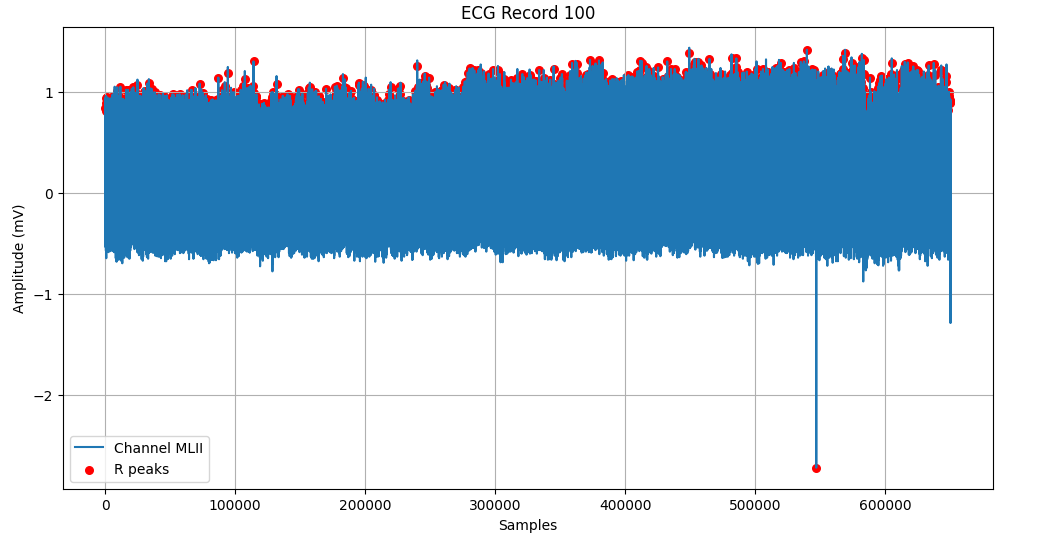 ECG Record 100
Amplitude (mV)
1
0
−1
−2
Channel MLII
R peaks
0 100000 200000 300000 400000 500000 600000
Samples